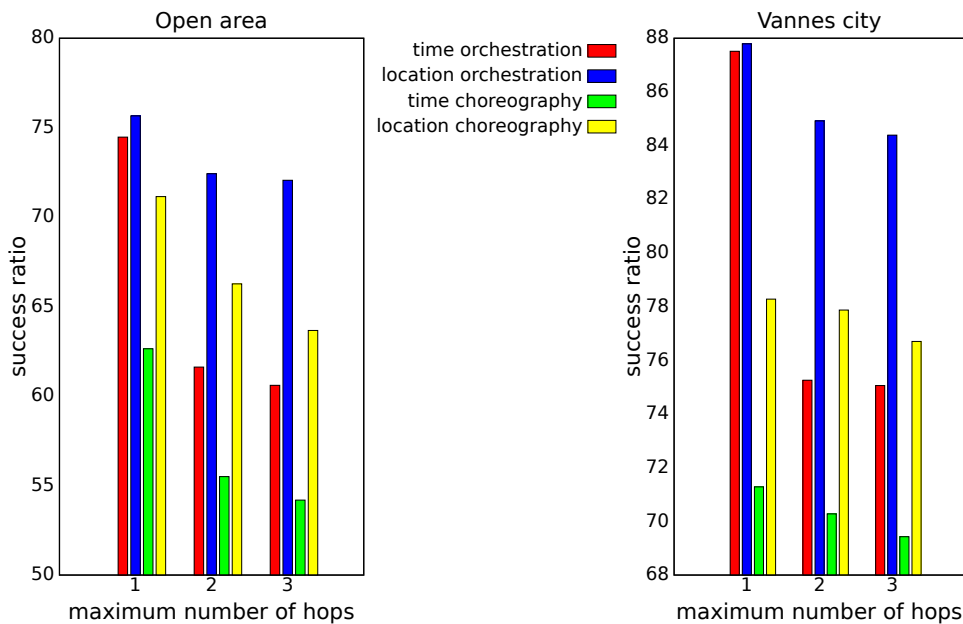 Open area
80
75
70
65
60
55
50
success ratio
1 2 3
maximum number of hops
time orchestration
location orchestration
time choreography
location choreography
Vannes city
88
86
84
82
80
78
76
74
72
70
68
success ratio
1 2 3
maximum number of hops